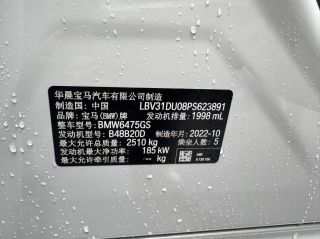 华晨宝马汽车有限公司制造
制造国：中国 LBV31DU08PS623891
品牌：宝马(BMW)牌 发动机排量：1998 mL
整车型号：BMW6475GS
发动机型号：B48B20D 制造年月：2022-10
最大允许总质量：2510 kg 乘坐人数：5
发动机最大净功率：185 kW
最大允许牵引质量： kg